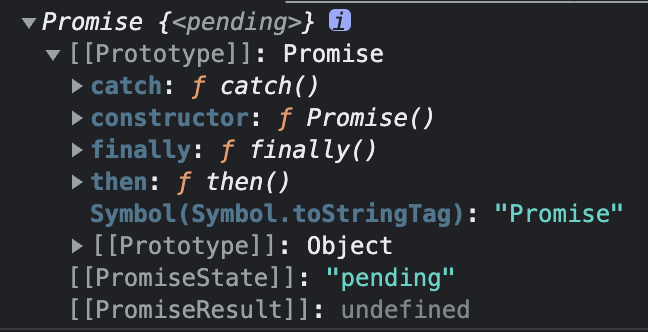 ▼Promise {<pending>} i
▼[[Prototype]]: Promise
▶catch: ƒ catch()
▶constructor: ƒ Promise()
▶finally: ƒ finally()
▶then: ƒ then()
Symbol(Symbol.toStringTag): "Promise"
▶[[Prototype]]: Object
[[PromiseState]]: "pending"
[[PromiseResult]]: undefined